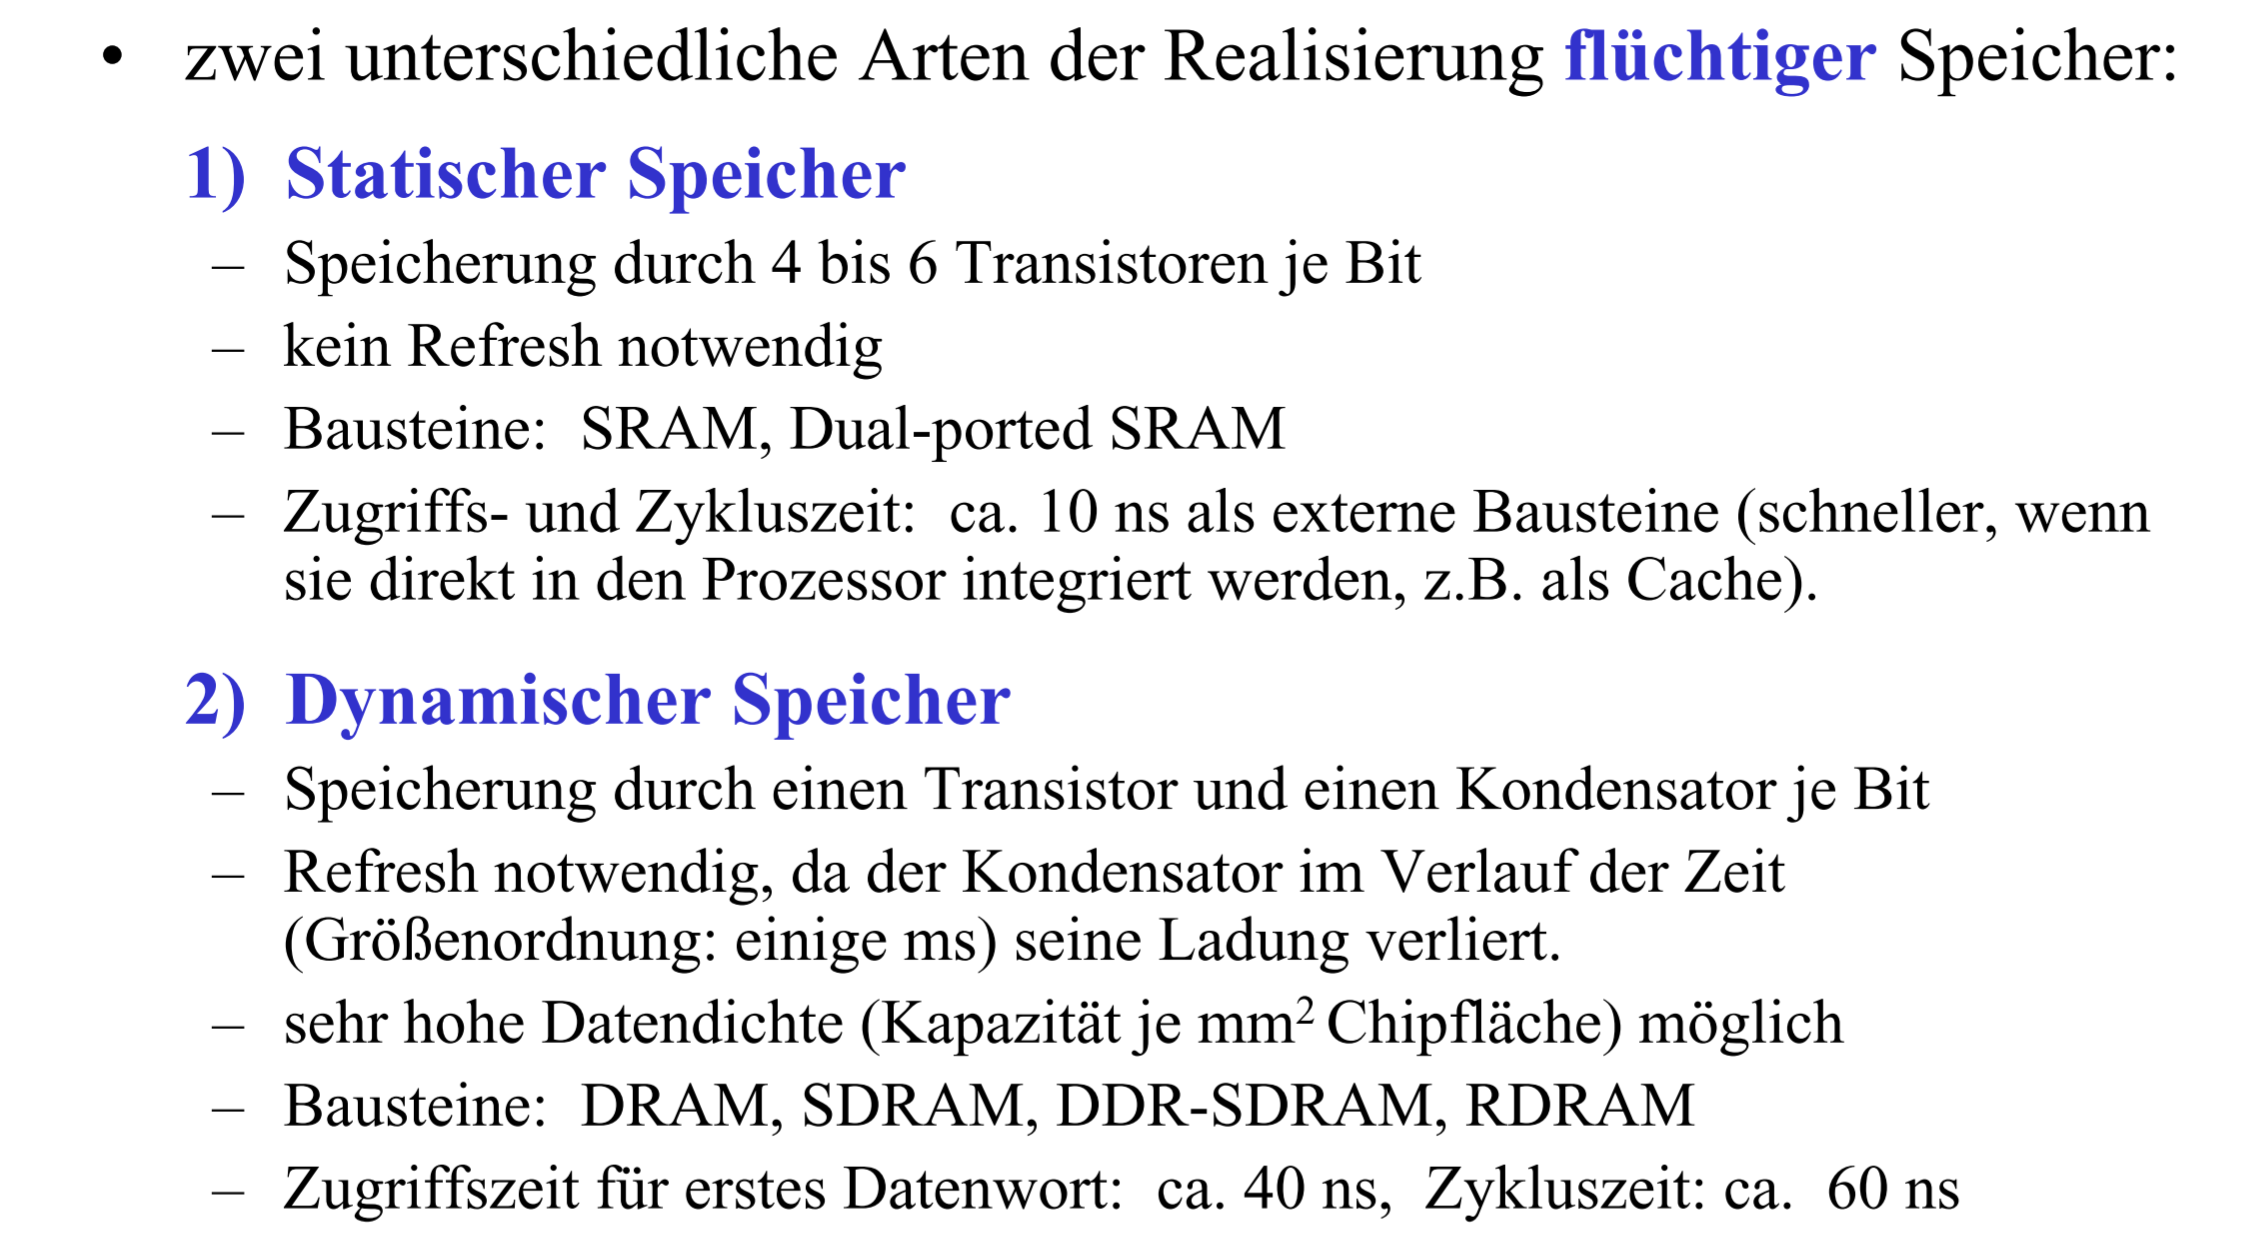 • zwei unterschiedliche Arten der Realisierung flüchtiger Speicher:
1) Statischer Speicher
– Speicherung durch 4 bis 6 Transistoren je Bit
– kein Refresh notwendig
– Bausteine: SRAM, Dual-ported SRAM
– Zugriffs- und Zykluszeit: ca. 10 ns als externe Bausteine (schneller, wenn
sie direkt in den Prozessor integriert werden, z.B. als Cache).
2) Dynamischer Speicher
– Speicherung durch einen Transistor und einen Kondensator je Bit
– Refresh notwendig, da der Kondensator im Verlauf der Zeit
(Größenordnung: einige ms) seine Ladung verliert.
– sehr hohe Datendichte (Kapazität je mm² Chipfläche) möglich
– Bausteine: DRAM, SDRAM, DDR-SDRAM, RDRAM
– Zugriffszeit für erstes Datenwort: ca. 40 ns, Zykluszeit: ca. 60 ns